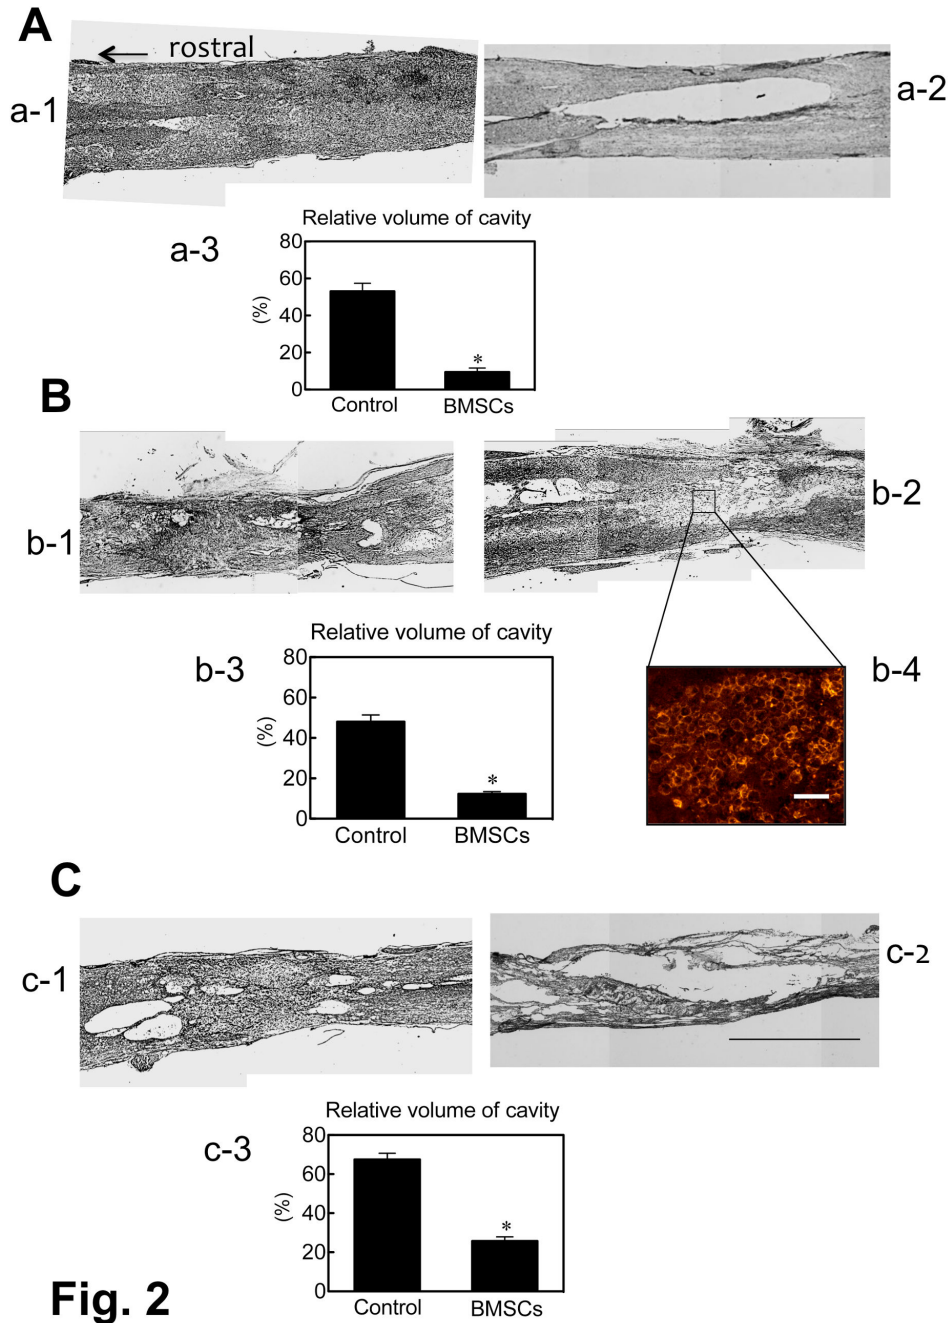 A
rostral
a-1
a-2
Relative volume of cavity
a-3
80
60
40
20
0
(%)
*
Control
BMSCs
B
b-1
b-2
Relative volume of cavity
b-3
80
60
40
20
0
(%)
*
Control
BMSCs
b-4
C
c-1
c-2
Relative volume of cavity
c-3
80
60
40
20
0
(%)
*
Control
BMSCs
Fig. 2